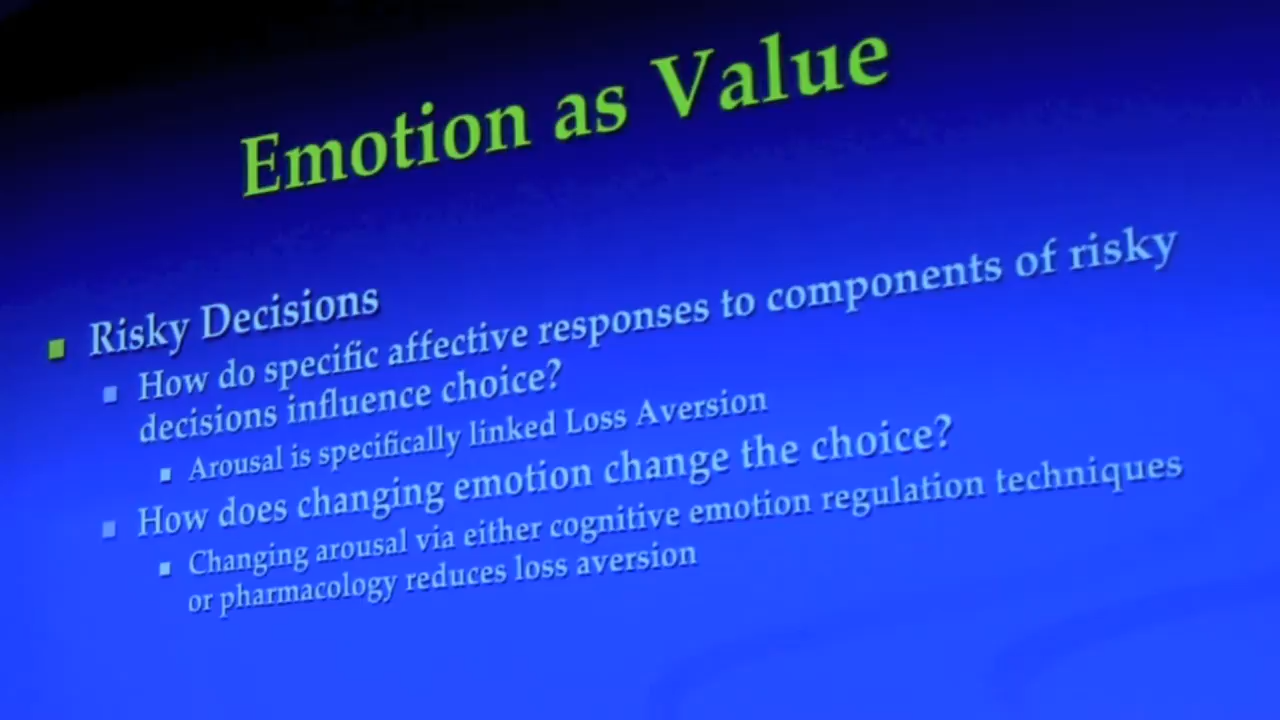 Emotion as Value
Risky Decisions
How do specific affective responses to components of risky
decisions influence choice?
Arousal is specifically linked Loss Aversion
How does changing emotion change the choice?
Changing arousal via either cognitive emotion regulation techniques
or pharmacology reduces loss aversion